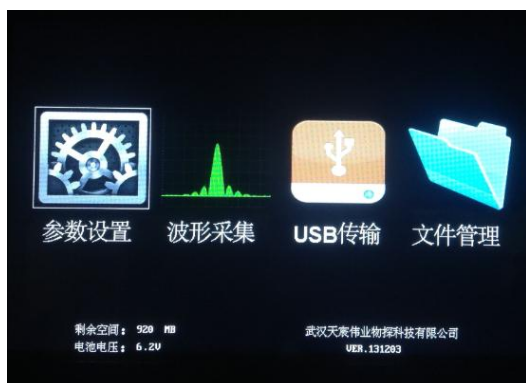 参数设置
波形采集
USB传输
文件管理
剩余空间： 920 MB
电池电压： 6.2V
武汉天宸伟业物探科技有限公司
VER.131203